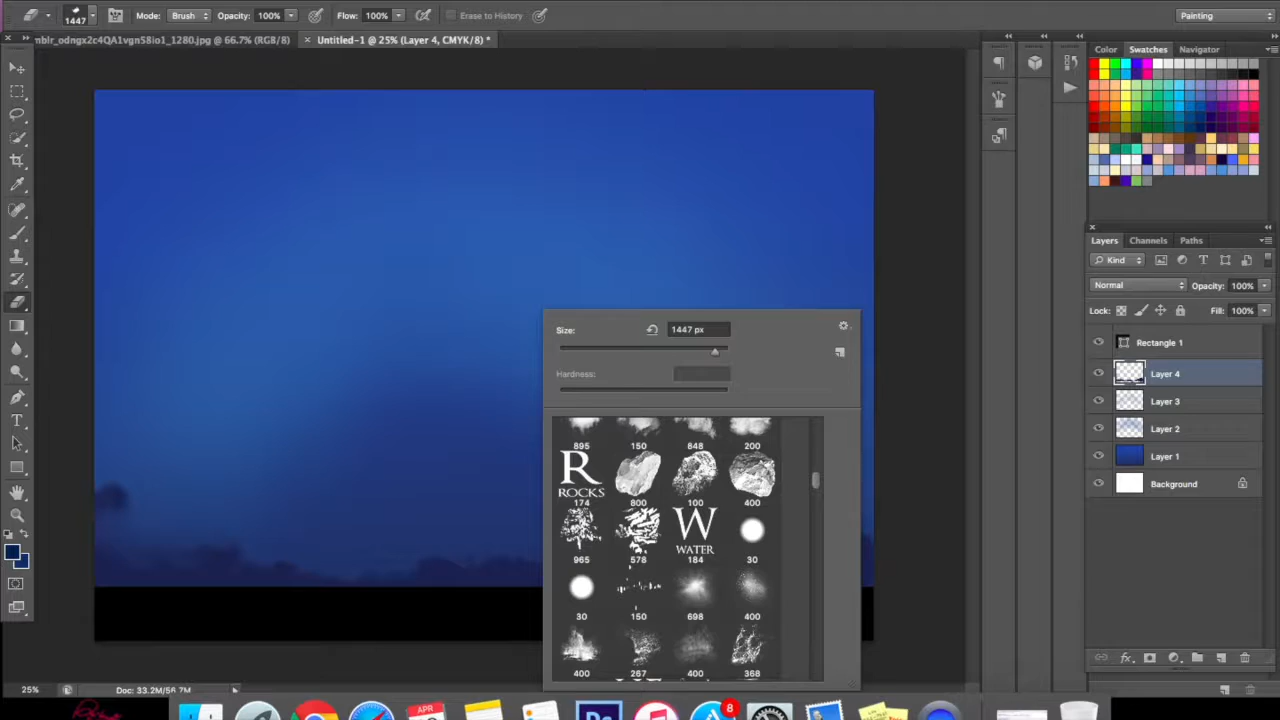 1447 Mode: Brush Opacity: 100% Flow: 100% Erase to History Painting
mblr_odngx2c4QA1vgn58io1_1280.jpg @ 66.7% (RGB/8) Untitled-1 @ 25% (Layer 4, CMYK/8) *
Color Swatches Navigator
Layers Channels Paths
Kind
Normal Opacity: 100%
Lock: Fill: 100%
Rectangle 1
Layer 4
Layer 3
Layer 2
Layer 1
Background
Size: 1447 px
Hardness:
895 150 848 200
R
ROCKS
174 800 100 400
W
WATER
965 578 184 30
30 150 698 400
400 267 400 368
25% Doc: 33.2M/56.7M
APR
Ps
8